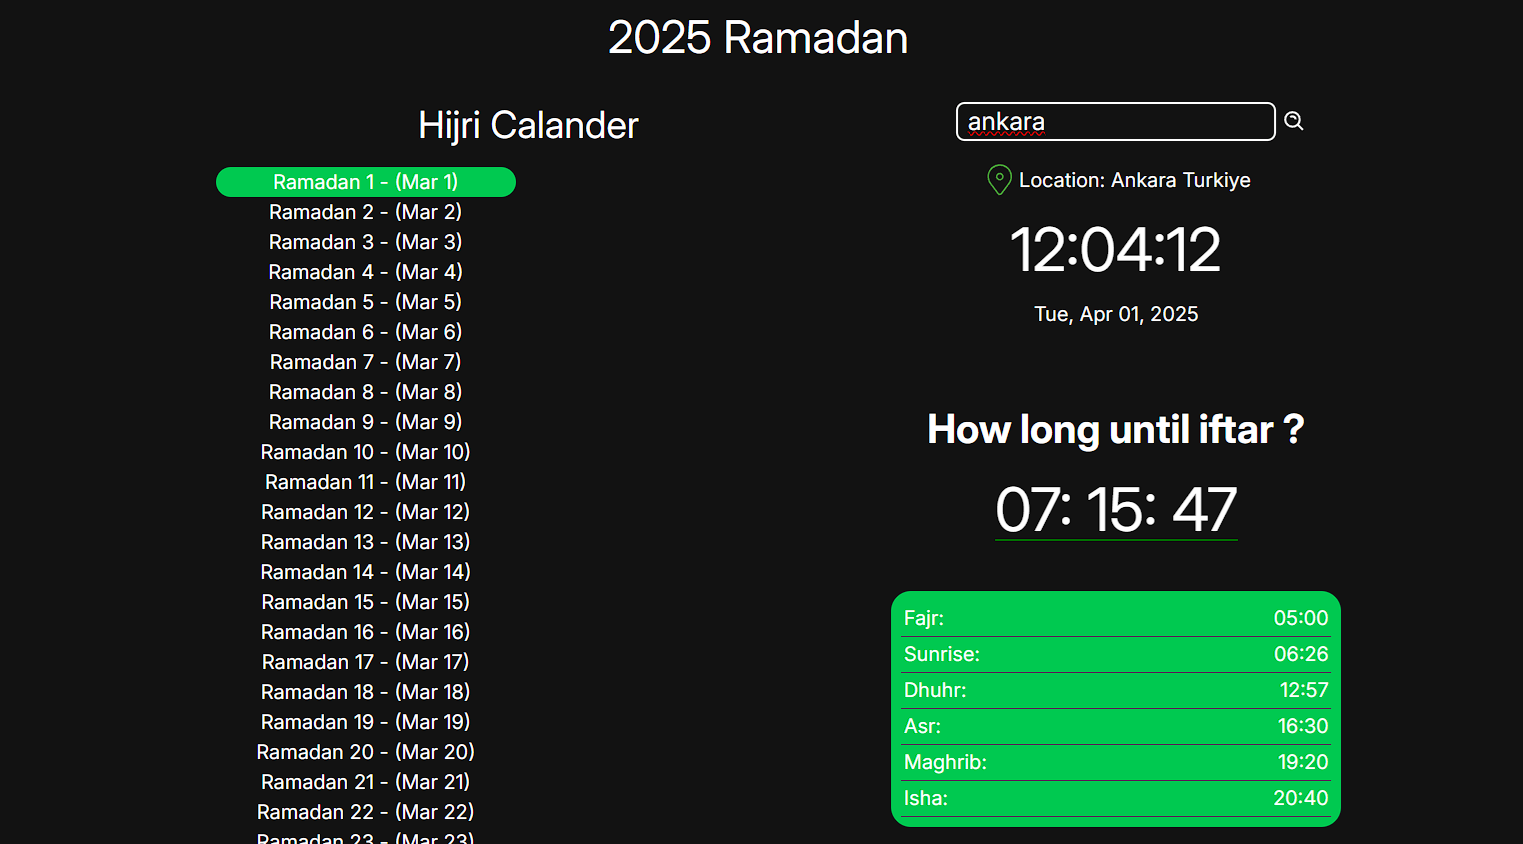 2025 Ramadan
Hijri Calander
Ramadan 1 - (Mar 1)
Ramadan 2 - (Mar 2)
Ramadan 3 - (Mar 3)
Ramadan 4 - (Mar 4)
Ramadan 5 - (Mar 5)
Ramadan 6 - (Mar 6)
Ramadan 7 - (Mar 7)
Ramadan 8 - (Mar 8)
Ramadan 9 - (Mar 9)
Ramadan 10 - (Mar 10)
Ramadan 11 - (Mar 11)
Ramadan 12 - (Mar 12)
Ramadan 13 - (Mar 13)
Ramadan 14 - (Mar 14)
Ramadan 15 - (Mar 15)
Ramadan 16 - (Mar 16)
Ramadan 17 - (Mar 17)
Ramadan 18 - (Mar 18)
Ramadan 19 - (Mar 19)
Ramadan 20 - (Mar 20)
Ramadan 21 - (Mar 21)
Ramadan 22 - (Mar 22)
Ramadan 23 - (Mar 23)
ankara
Location: Ankara Turkiye
12:04:12
Tue, Apr 01, 2025
How long until iftar ?
07: 15: 47
Fajr: 05:00
Sunrise: 06:26
Dhuhr: 12:57
Asr: 16:30
Maghrib: 19:20
Isha: 20:40